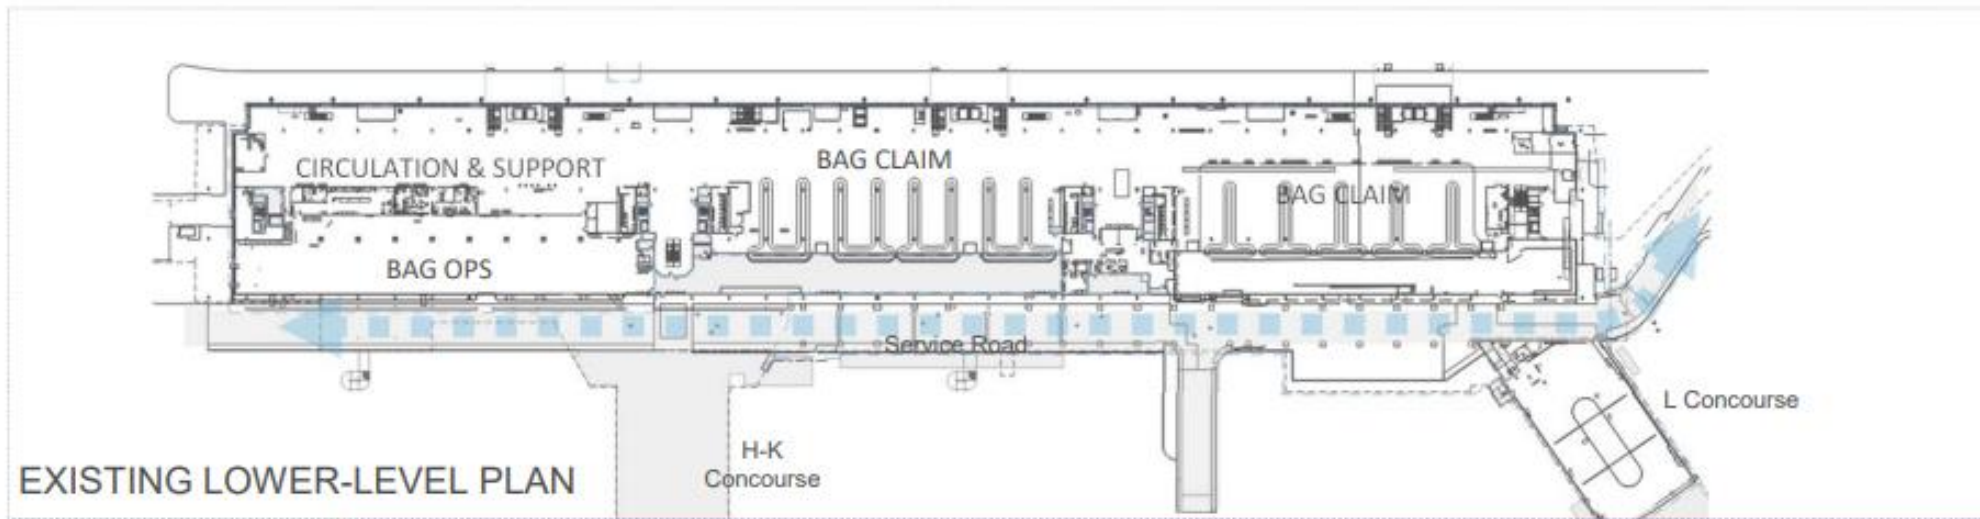 CIRCULATION & SUPPORT
BAG CLAIM
BAG CLAIM
BAG OPS
Service Road
L Concourse
H-K
Concourse
EXISTING LOWER-LEVEL PLAN